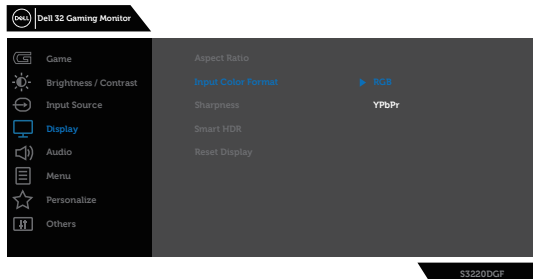 DELL Dell 32 Gaming Monitor
Game
Aspect Ratio
Brightness / Contrast
Input Color Format
RGB
Input Source
Sharpness
YPbPr
Display
Smart HDR
Audio
Reset Display
Menu
Personalize
Others
S3220DGF